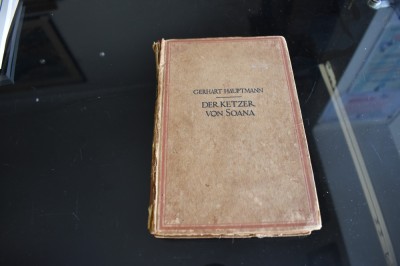 GERHART HAUPTMANN
DER KETZER
VON SOANA